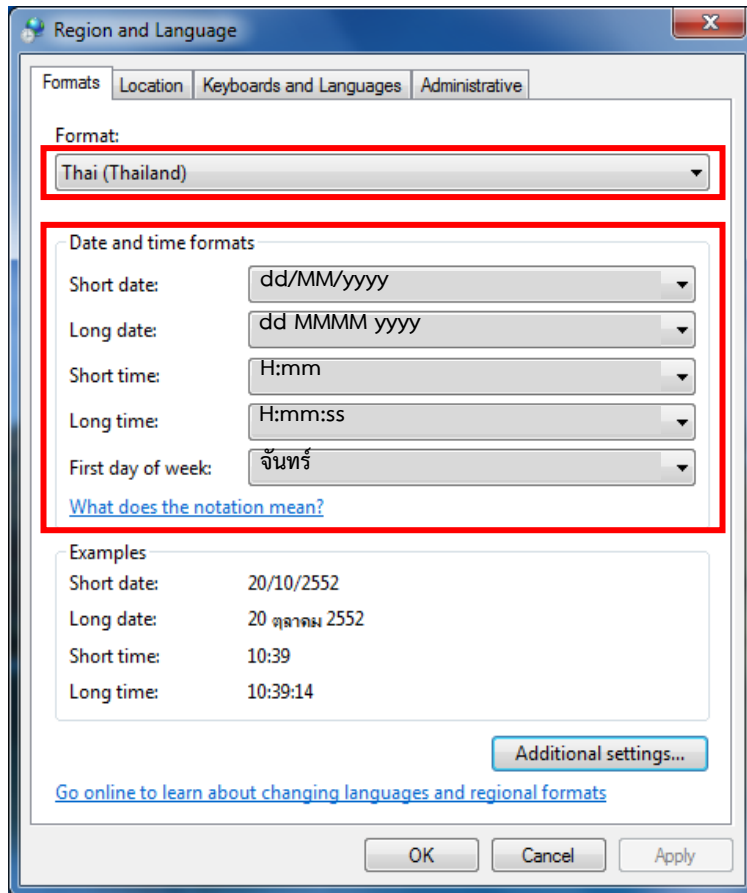 Region and Language
Formats Location Keyboards and Languages Administrative
Format:
Thai (Thailand)
Date and time formats
Short date: dd/MM/yyyy
Long date: dd MMMM yyyy
Short time: H:mm
Long time: H:mm:ss
First day of week: จันทร์
What does the notation mean?
Examples
Short date: 20/10/2552
Long date: 20 ตุลาคม 2552
Short time: 10:39
Long time: 10:39:14
Additional settings...
Go online to learn about changing languages and regional formats
OK Cancel Apply